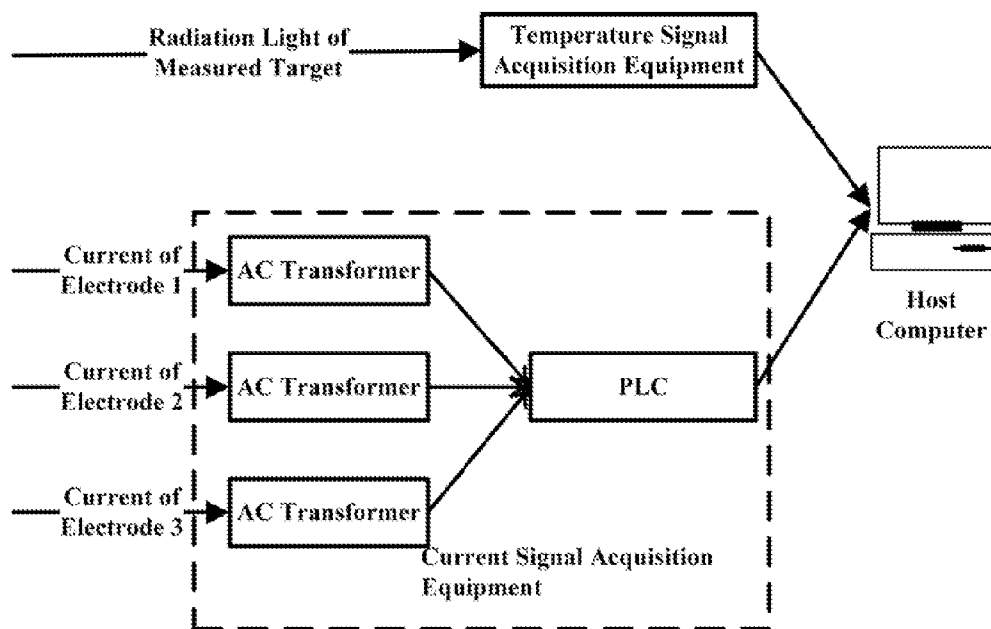 Radiation Light of
Measured Target
Temperature Signal
Acquisition Equipment
Current of
Electrode 1
AC Transformer
Host
Computer
Current of
Electrode 2
AC Transformer
PLC
Current of
Electrode 3
AC Transformer
Current Signal Acquisition
Equipment